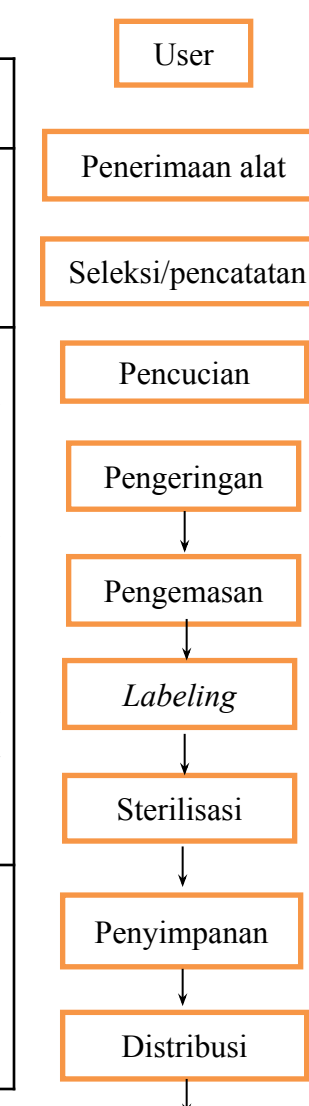 User
Penerimaan alat
Seleksi/pencatatan
Pencucian
Pengeringan
Pengemasan
Labeling
Sterilisasi
Penyimpanan
Distribusi